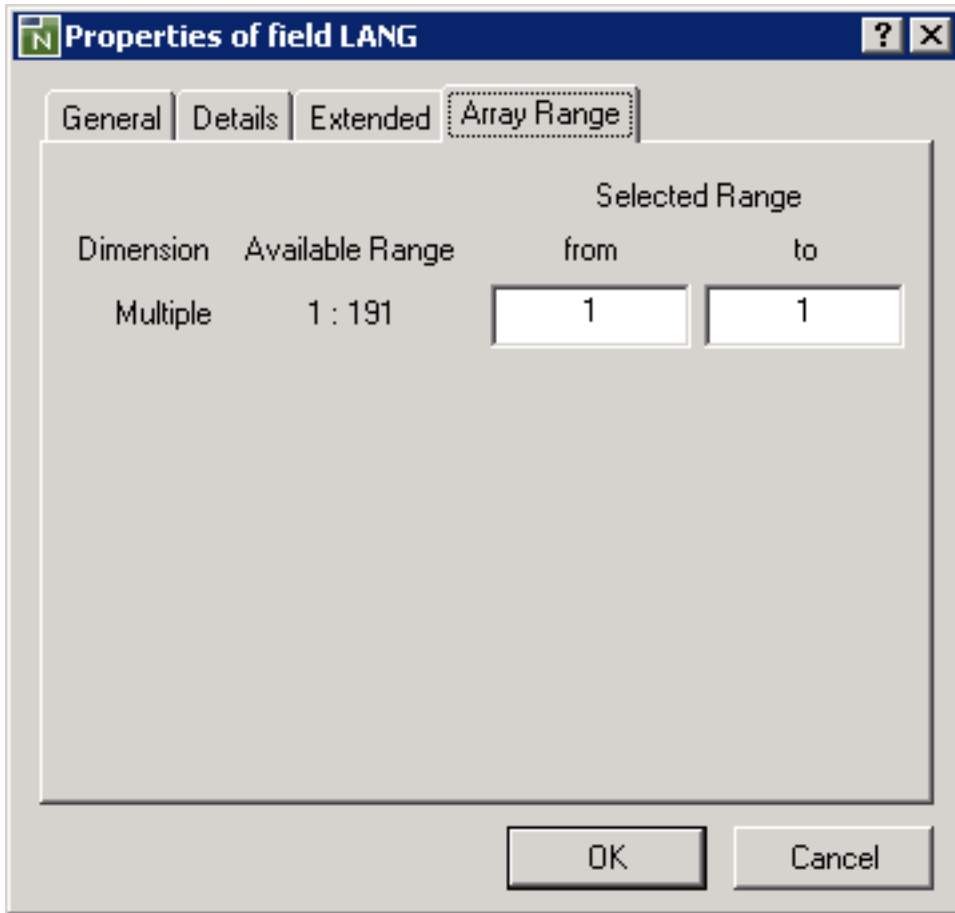 N Properties of field LANG ? X
General Details Extended Array Range
Selected Range
Dimension Available Range from to
Multiple 1 : 191 1 1
OK Cancel